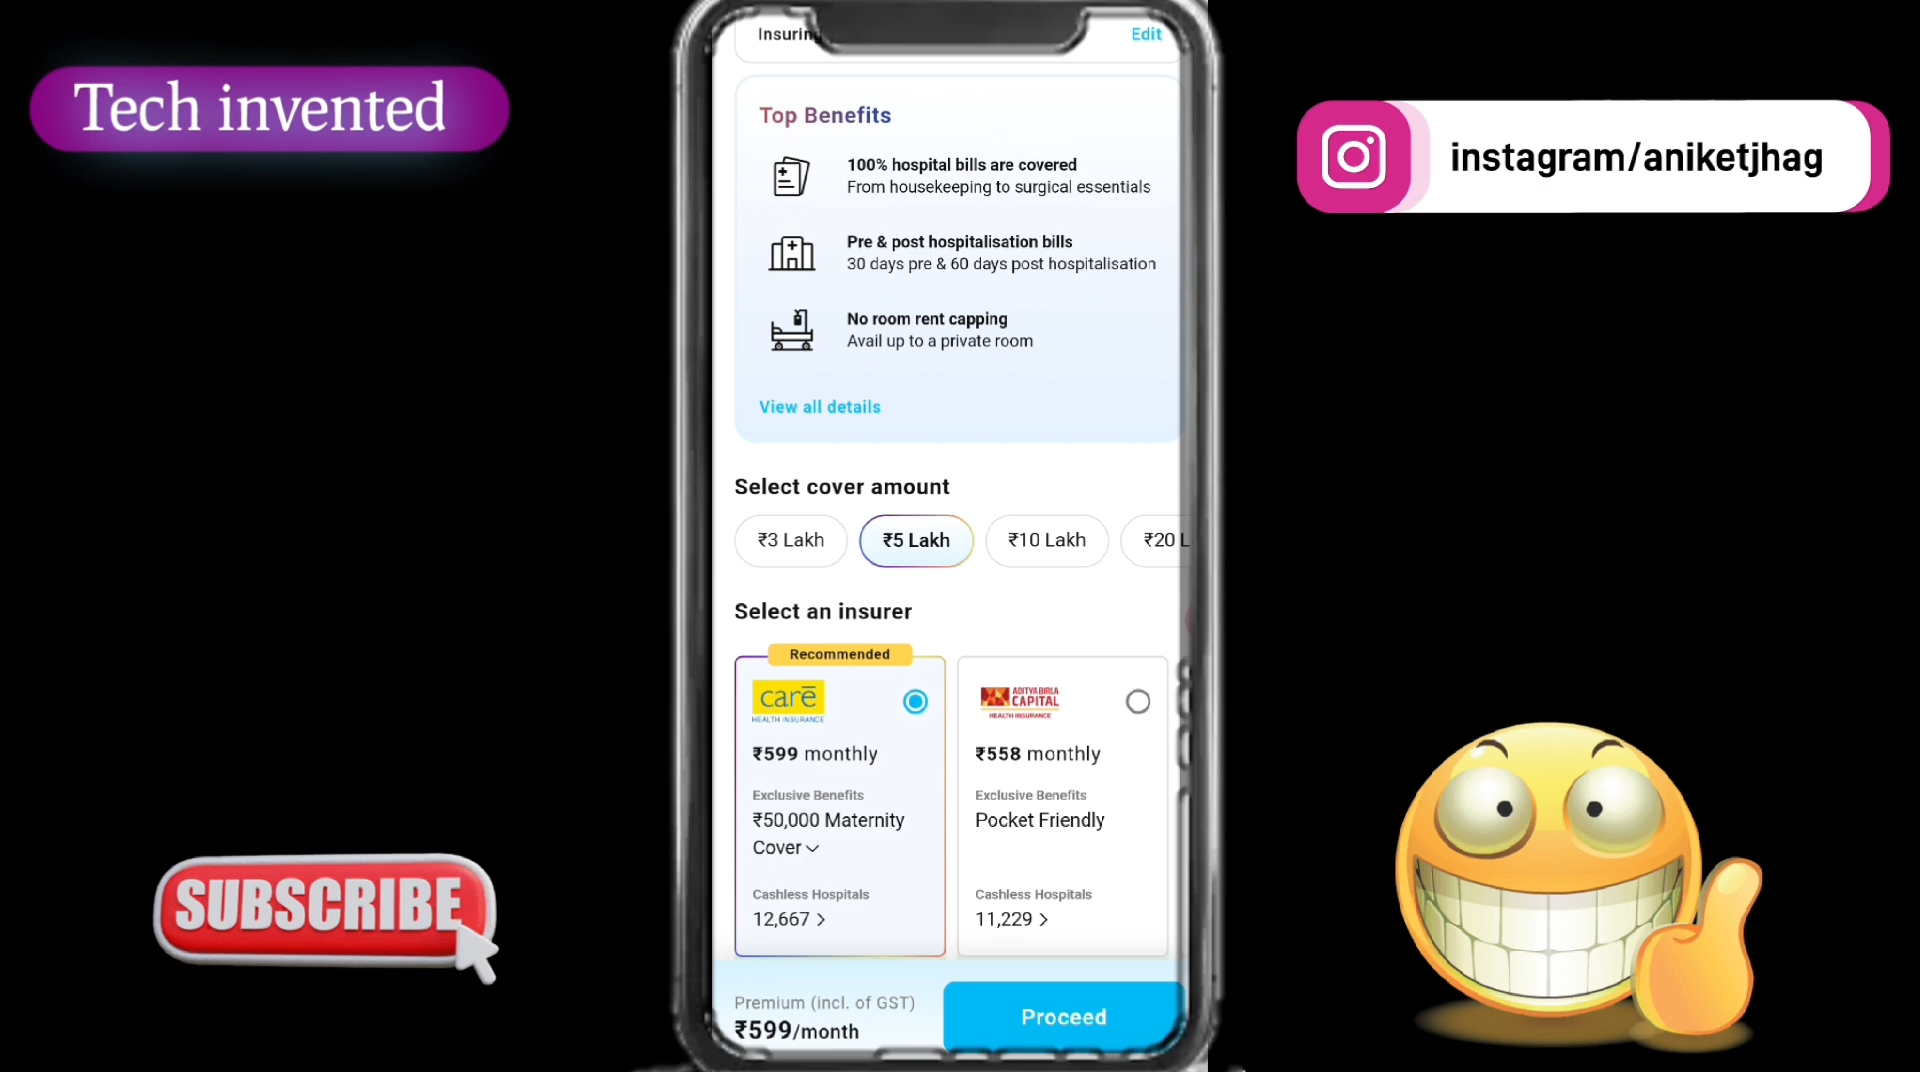 Tech invented
instagram/aniketjhag
Edit
Top Benefits
100% hospital bills are covered
From housekeeping to surgical essentials
Pre & post hospitalisation bills
30 days pre & 60 days post hospitalisation
No room rent capping
Avail up to a private room
View all details
Select cover amount
₹3 Lakh
₹5 Lakh
₹10 Lakh
₹20 L
Select an insurer
Recommended
carē
HEALTH INSURANCE
₹599 monthly
Exclusive Benefits
₹50,000 Maternity
Cover
Cashless Hospitals
12,667 >
ADITYA BIRLA
CAPITAL
HEALTH INSURANCE
₹558 monthly
Exclusive Benefits
Pocket Friendly
Cashless Hospitals
11,229 >
Premium (incl. of GST)
₹599/month
Proceed
SUBSCRIBE